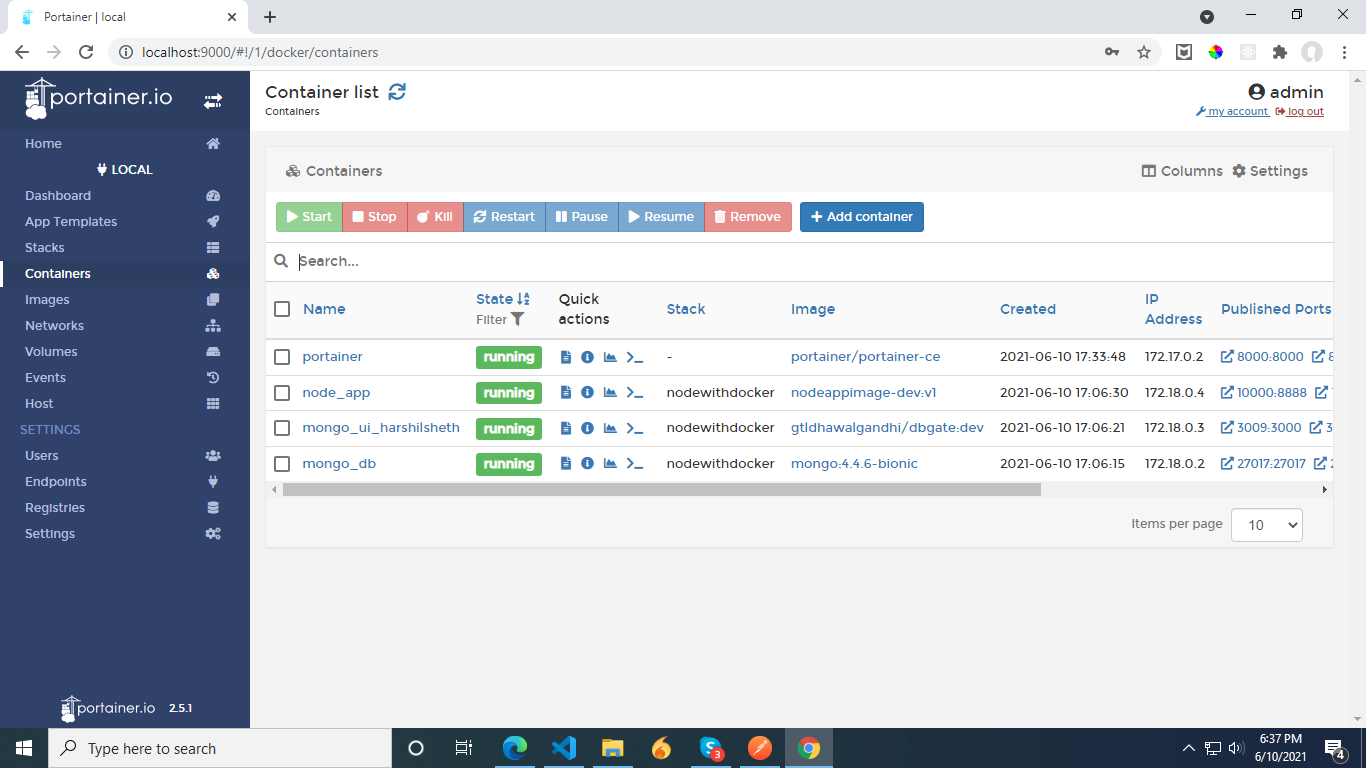 Portainer | local
localhost:9000/#!/1/docker/containers
portainer.io
Home
LOCAL
Dashboard
App Templates
Stacks
Containers
Images
Networks
Volumes
Events
Host
SETTINGS
Users
Endpoints
Registries
Settings
portainer.io 2.5.1
Container list
Containers
admin
my account log out
Containers Columns Settings
Start Stop Kill Restart Pause Resume Remove Add container
Search...
Name State Filter Quick actions Stack Image Created IP Address Published Ports
portainer running - portainer/portainer-ce 2021-06-10 17:33:48 172.17.0.2 8000:8000
node_app running nodewithdocker nodeappimage-dev:v1 2021-06-10 17:06:30 172.18.0.4 10000:8888
mongo_ui_harshilsheth running nodewithdocker gtldhawalgandhi/dbgate:dev 2021-06-10 17:06:21 172.18.0.3 3009:3000
mongo_db running nodewithdocker mongo:4.4.6-bionic 2021-06-10 17:06:15 172.18.0.2 27017:27017
Items per page 10
Type here to search
3
6:37 PM
6/10/2021
4